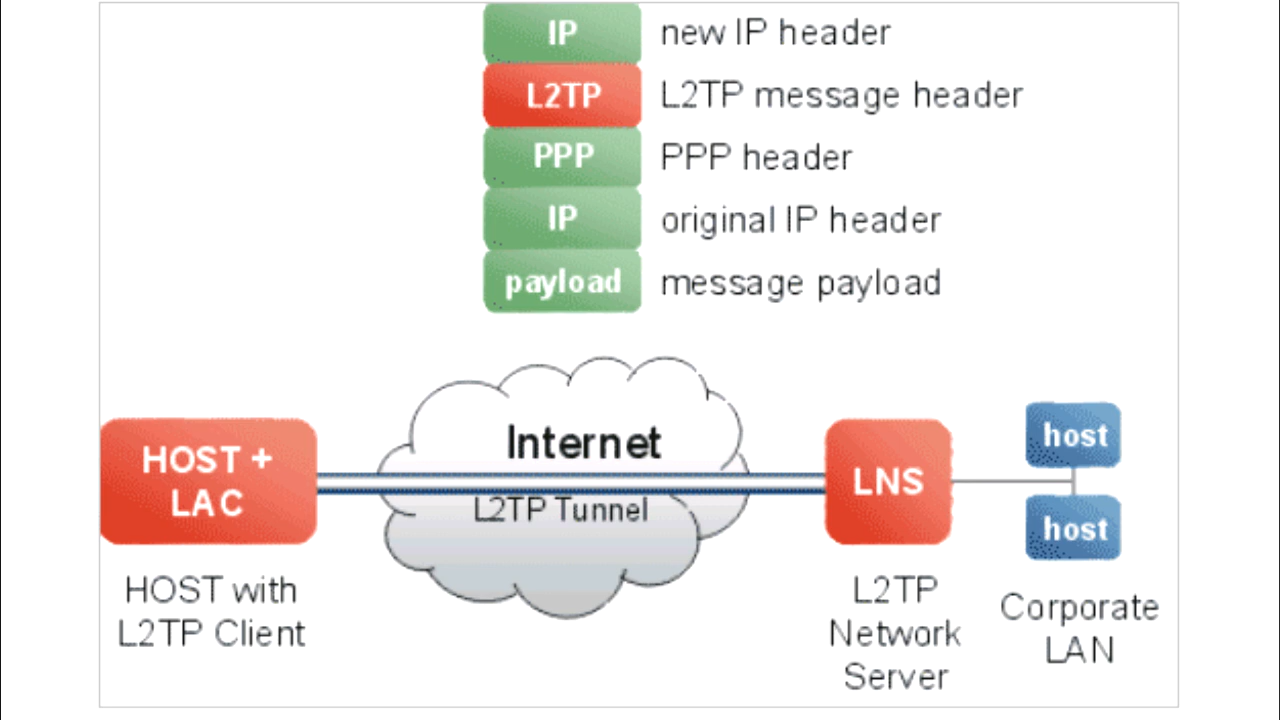 IP new IP header
L2TP L2TP message header
PPP PPP header
IP original IP header
payload message payload
Internet
L2TP Tunnel
HOST +
LAC
LNS
host
host
HOST with
L2TP Client
L2TP
Network
Server
Corporate
LAN